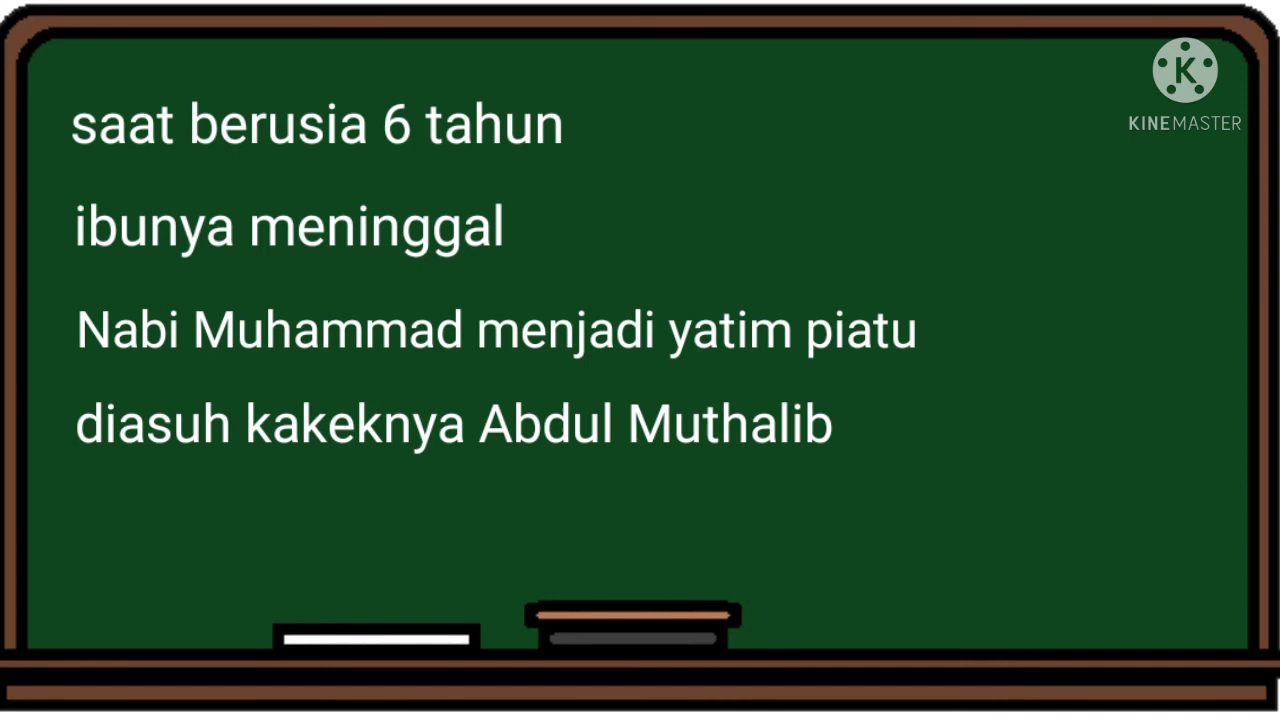 saat berusia 6 tahun
K
KINEMASTER
ibunya meninggal
Nabi Muhammad menjadi yatim piatu
diasuh kakeknya Abdul Muthalib